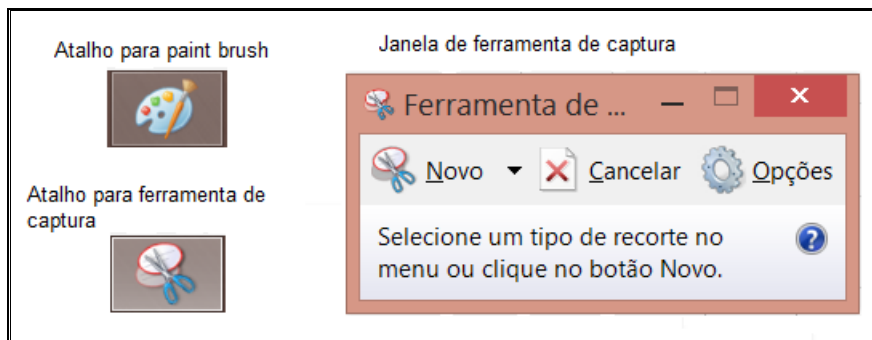 Atalho para paint brush
Atalho para ferramenta de
captura
Janela de ferramenta de captura
Ferramenta de ...
Novo
Cancelar
Opções
Selecione um tipo de recorte no
menu ou clique no botão Novo.